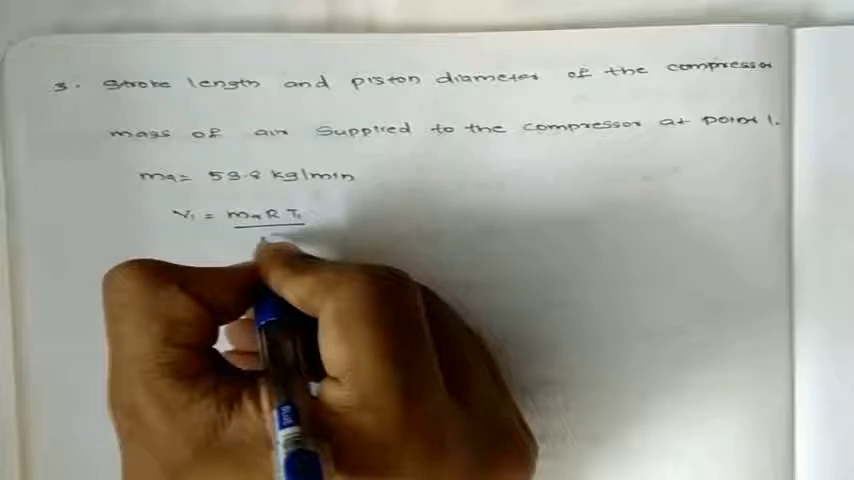 3. Stroke length and piston diameter of the compressor
mass of air supplied to the compressor at point 1.
ma = 53.8 kg/min
V1 = ma R T1
BLUE